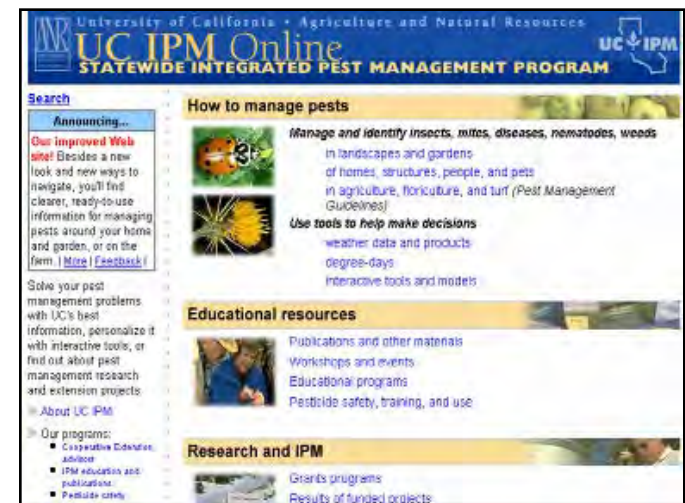 University of California • Agriculture and Natural Resources
ANR
UC IPM Online
UC IPM
STATEWIDE INTEGRATED PEST MANAGEMENT PROGRAM
Search
Announcing...
Our improved Web
site! Besides a new
look and new ways to
navigate, you'll find
clearer, ready-to-use
information for managing
pests around your home
and garden, or on the
farm. | More | Feedback |
Solve your pest
management problems
with UC's best
information, personalize it
with interactive tools, or
find out about pest
management research
and extension projects.
About UC IPM
Our programs:
Cooperative Extension
advisors
IPM education and
publications
Pesticide safety
How to manage pests
Manage and identify insects, mites, diseases, nematodes, weeds
in landscapes and gardens
of homes, structures, people, and pets
in agriculture, floriculture, and turf (Pest Management
Guidelines)
Use tools to help make decisions
weather data and products
degree-days
interactive tools and models
Educational resources
Publications and other materials
Workshops and events
Educational programs
Pesticide safety, training, and use
Research and IPM
Grants programs
Results of funded projects